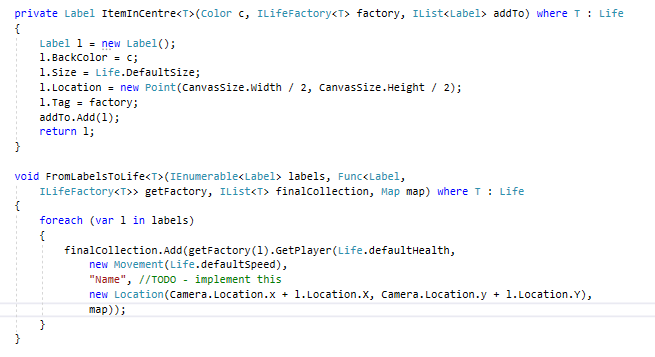 private Label ItemInCentre<T>(Color c, ILifeFactory<T> factory, IList<Label> addTo) where T : Life
{
Label l = new Label();
l.BackColor = c;
l.Size = Life.DefaultSize;
l.Location = new Point(CanvasSize.Width / 2, CanvasSize.Height / 2);
l.Tag = factory;
addTo.Add(l);
return l;
}
void FromLabelsToLife<T>(IEnumerable<Label> labels, Func<Label,
ILifeFactory<T>> getFactory, IList<T> finalCollection, Map map) where T : Life
{
foreach (var l in labels)
{
finalCollection.Add(getFactory(l).GetPlayer(Life.defaultHealth,
new Movement(Life.defaultSpeed),
"Name", //TODO - implement this
new Location(Camera.Location.x + l.Location.X, Camera.Location.y + l.Location.Y),
map));
}
}